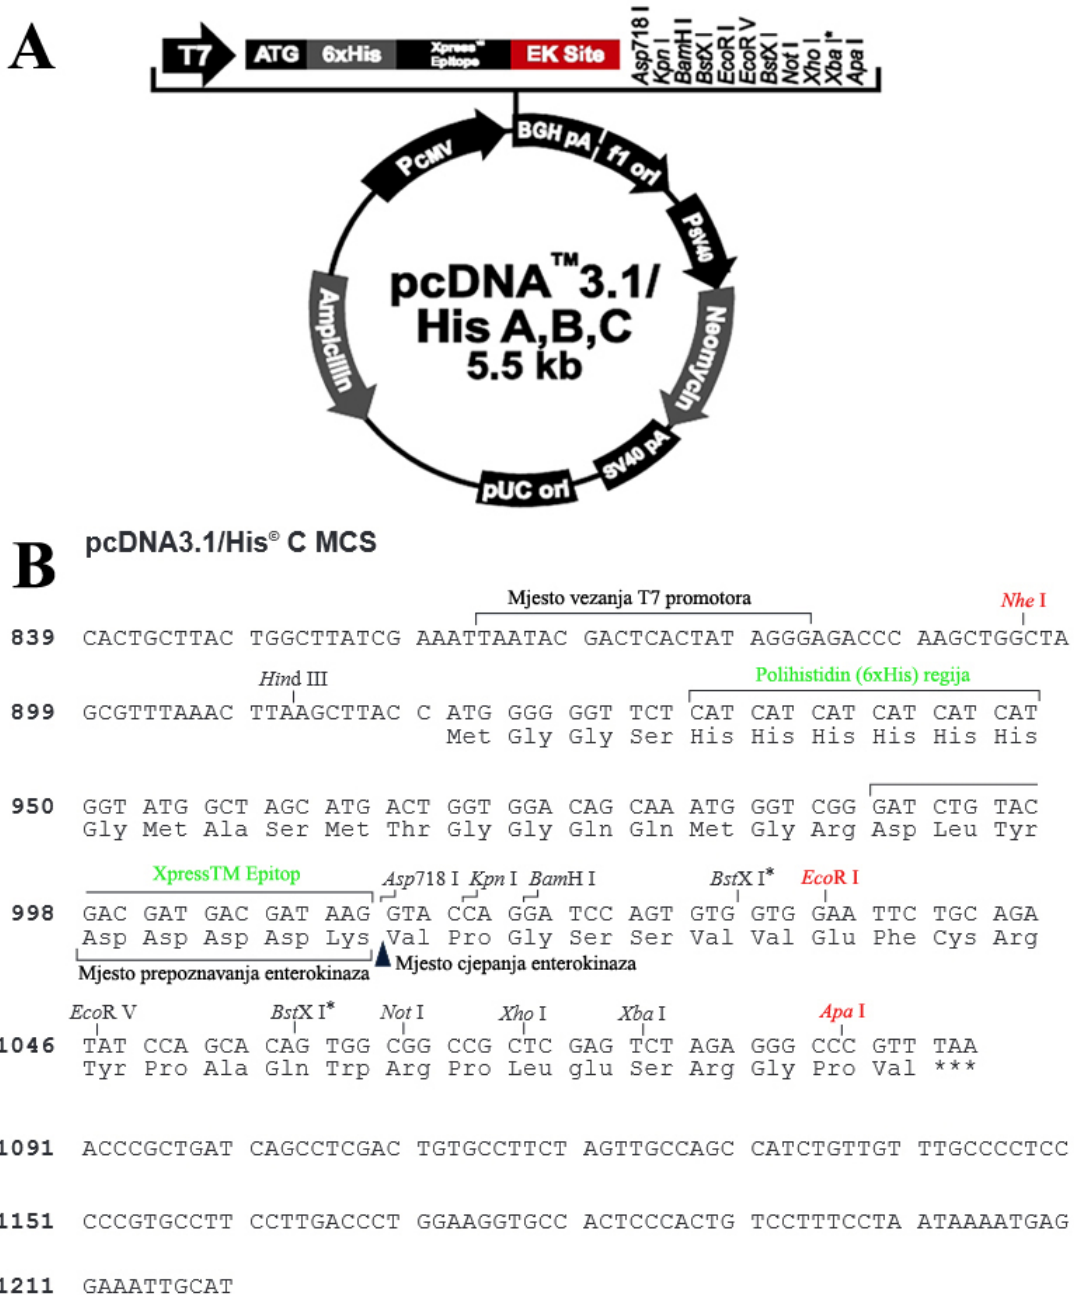 A
T7 ATG 6xHis Xpress™ Epitope EK Site Asp718 I Kpn I BamH I BstX I EcoR I EcoR V BstX I Not I Xho I Xba I* Apa I
PCMV BGH pA f1 ori
PSV40
Ampicillin
Neomycin
pcDNA™3.1/
His A,B,C
5.5 kb
SV40 pA
pUC ori
B pcDNA3.1/His© C MCS
Mjesto vezanja T7 promotora Nhe I
839 CACTGCTTAC TGGCTTATCG AAATTAATAC GACTCACTAT AGGGAGACCC AAGCTGGCTA
Hind III Polihistidin (6xHis) regija
899 GCGTTTAAAC TTAAGCTTAC C ATG GGG GGT TCT CAT CAT CAT CAT CAT CAT
Met Gly Gly Ser His His His His His His
950 GGT ATG GCT AGC ATG ACT GGT GGA CAG CAA ATG GGT CGG GAT CTG TAC
Gly Met Ala Ser Met Thr Gly Gly Gln Gln Met Gly Arg Asp Leu Tyr
XpressTM Epitop Asp718 I Kpn I BamH I BstX I* EcoR I
998 GAC GAT GAC GAT AAG GTA CCA GGA TCC AGT GTG GTG GAA TTC TGC AGA
Asp Asp Asp Asp Lys Val Pro Gly Ser Ser Val Val Glu Phe Cys Arg
Mjesto prepoznavanja enterokinaza Mjesto cjepanja enterokinaza
EcoR V BstX I* Not I Xho I Xba I Apa I
1046 TAT CCA GCA CAG TGG CGG CCG CTC GAG TCT AGA GGG CCC GTT TAA
Tyr Pro Ala Gln Trp Arg Pro Leu glu Ser Arg Gly Pro Val ***
1091 ACCCGCTGAT CAGCCTCGAC TGTGCCTTCT AGTTGCCAGC CATCTGTTGT TTGCCCCTCC
1151 CCCGTGCCTT CCTTGACCCT GGAAGGTGCC ACTCCCACTG TCCTTTCCTA ATAAAATGAG
1211 GAAATTGCAT